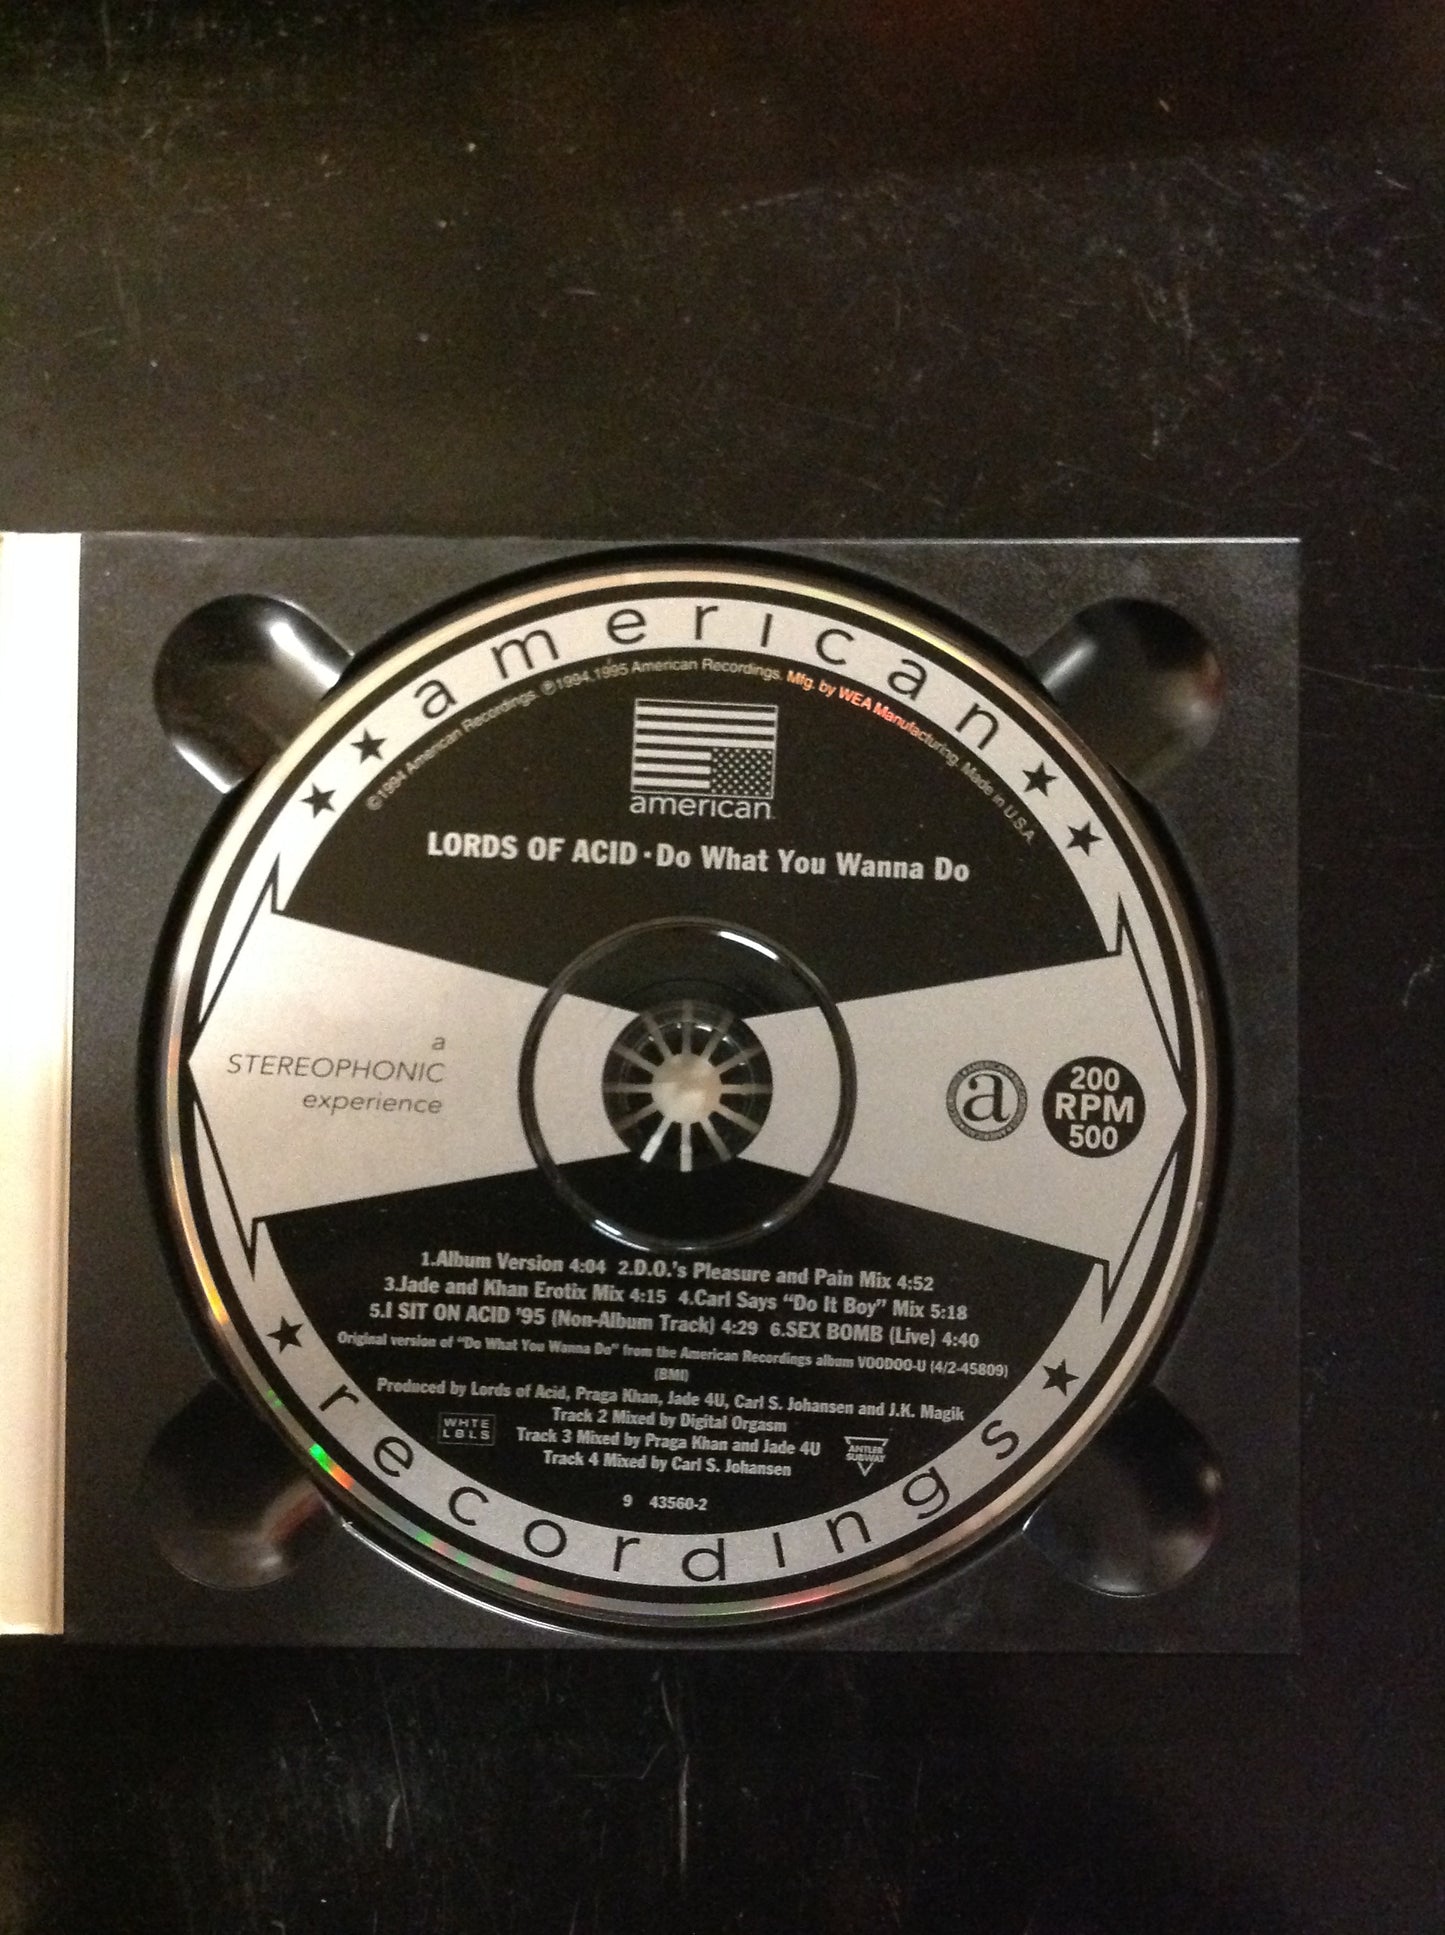 american
©1994 American Recordings. ℗1994, 1995 American Recordings. Mfg. by WEA Manufacturing. Made in U.S.A.
american
LORDS OF ACID · Do What You Wanna Do
a
STEREOPHONIC
experience
a
200
RPM
500
1.Album Version 4:04 2.D.O.'s Pleasure and Pain Mix 4:52
3.Jade and Khan Erotix Mix 4:15 4.Carl Says "Do It Boy" Mix 5:18
5.I SIT ON ACID '95 (Non-Album Track) 4:29 6.SEX BOMB (Live) 4:40
Original version of "Do What You Wanna Do" from the American Recordings album VOODOO-U (4/2-45809)
(BMI)
Produced by Lords of Acid, Praga Khan, Jade 4U, Carl S. Johansen and J.K. Magik
Track 2 Mixed by Digital Orgasm
Track 3 Mixed by Praga Khan and Jade 4U
Track 4 Mixed by Carl S. Johansen
WHTE
LBLS
ANTLER
SUBWAY
9 43560-2
recordings